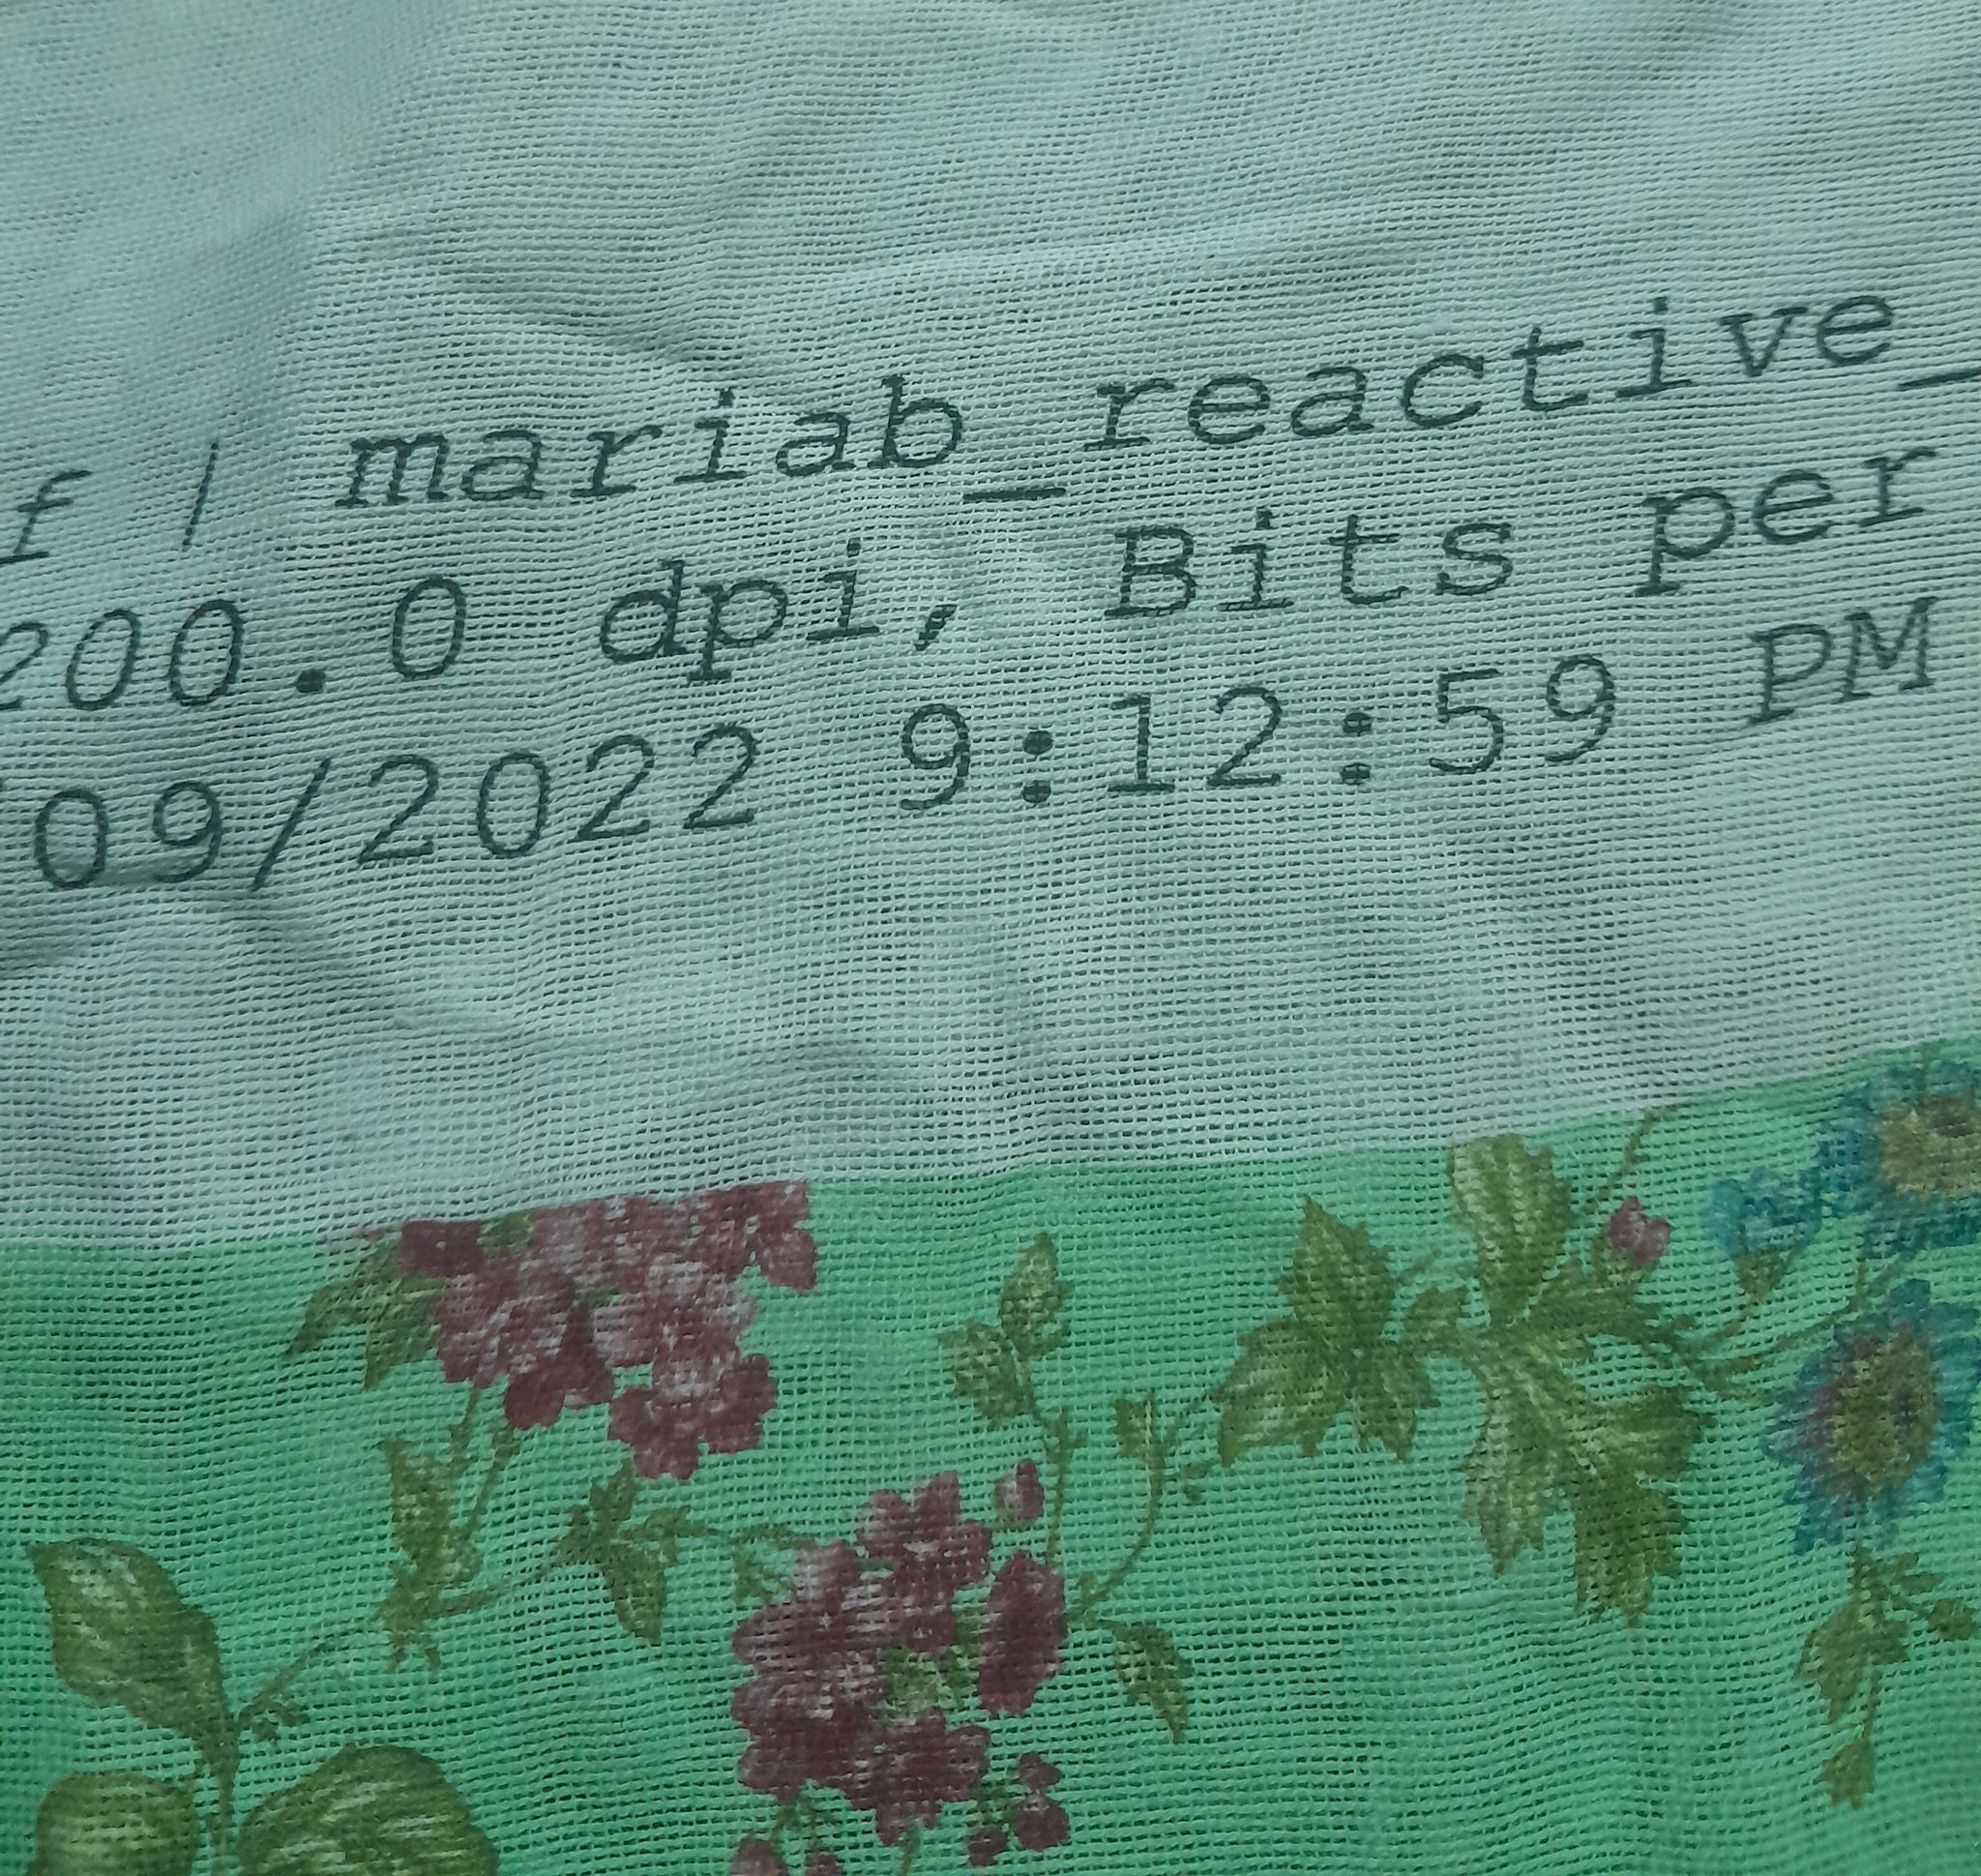 f | mariab_reactive_
200.0 dpi, Bits per
09/2022 9:12:59 PM